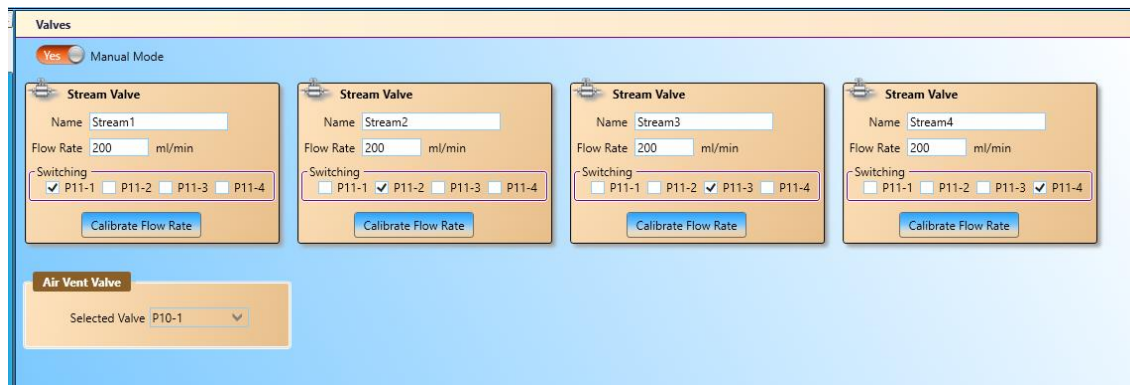 Valves
Yes Manual Mode
Stream Valve
Name Stream1
Flow Rate 200 ml/min
Switching
P11-1 P11-2 P11-3 P11-4
Calibrate Flow Rate
Stream Valve
Name Stream2
Flow Rate 200 ml/min
Switching
P11-1 P11-2 P11-3 P11-4
Calibrate Flow Rate
Stream Valve
Name Stream3
Flow Rate 200 ml/min
Switching
P11-1 P11-2 P11-3 P11-4
Calibrate Flow Rate
Stream Valve
Name Stream4
Flow Rate 200 ml/min
Switching
P11-1 P11-2 P11-3 P11-4
Calibrate Flow Rate
Air Vent Valve
Selected Valve P10-1